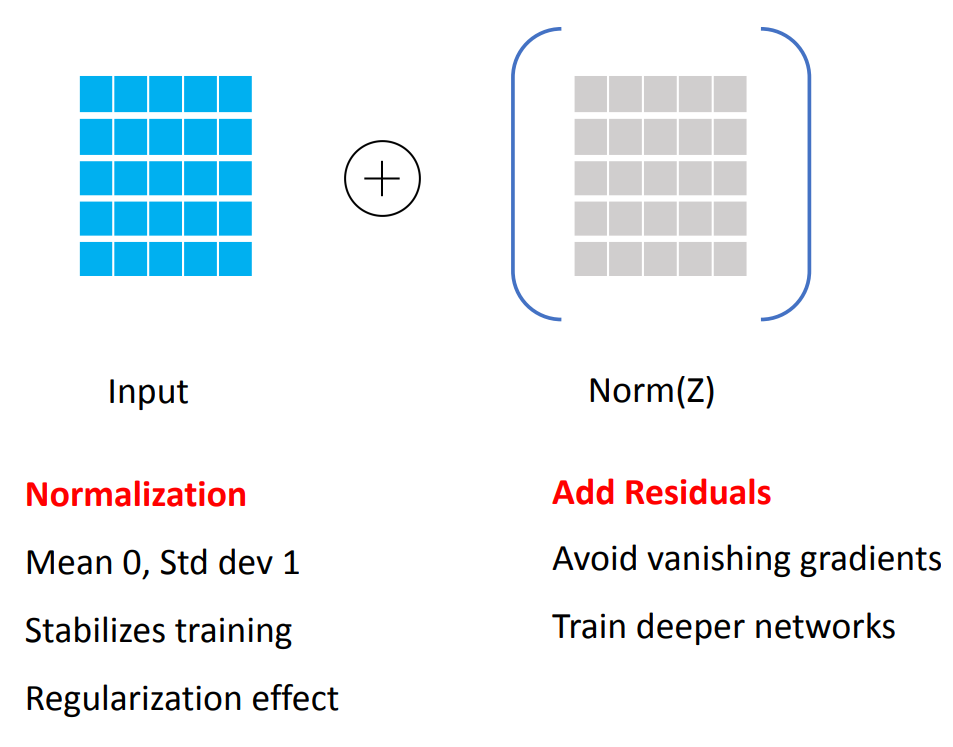 Input
Norm(Z)
Normalization
Mean 0, Std dev 1
Stabilizes training
Regularization effect
Add Residuals
Avoid vanishing gradients
Train deeper networks